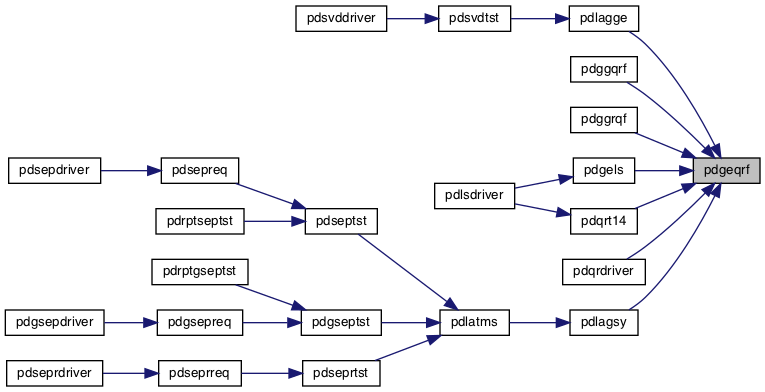 pdsvddriver
pdsvdtst
pdlagge
pdggqrf
pdggrqf
pdsepdriver
pdsepreq
pdgels
pdgeqrf
pdlsdriver
pdrptseptst
pdseptst
pdqrt14
pdrptgseptst
pdqrdriver
pdgsepdriver
pdgsepreq
pdgseptst
pdlatms
pdlagsy
pdseprdriver
pdseprreq
pdseprtst